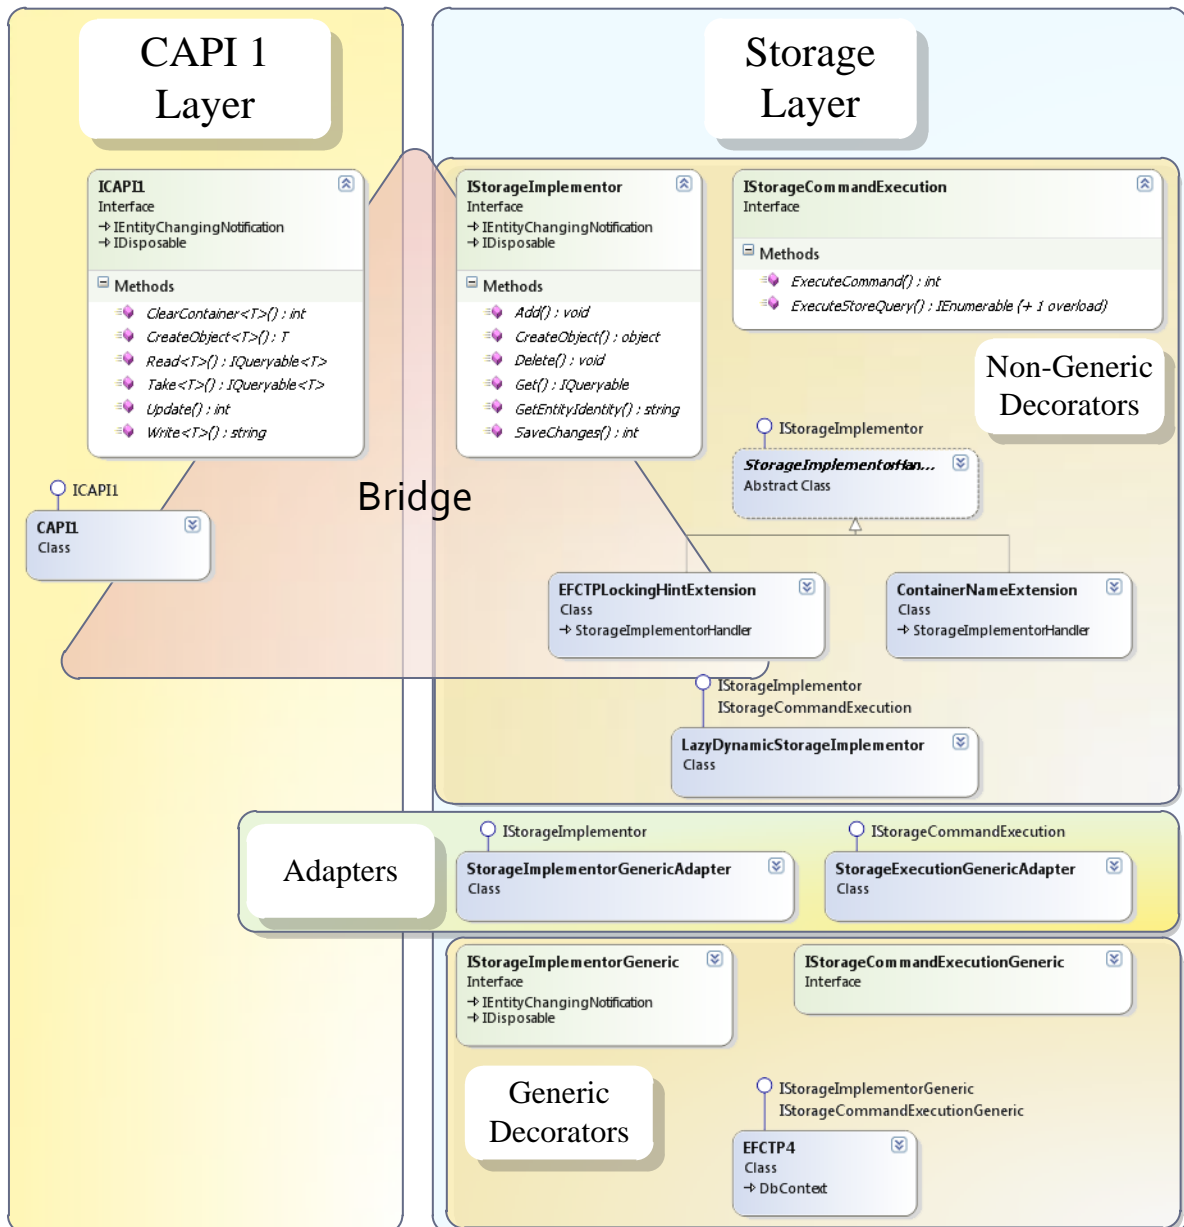 CAPI 1
Layer
Storage
Layer
ICAPI1
Interface
IEntityChangingNotification
IDisposable
Methods
ClearContainer<T>() : int
CreateObject<T>() : T
Read<T>() : IQueryable<T>
Take<T>() : IQueryable<T>
Update() : int
Write<T>() : string
IStorageImplementor
Interface
IEntityChangingNotification
IDisposable
Methods
Add() : void
CreateObject() : object
Delete() : void
Get() : IQueryable
GetEntityIdentity() : string
SaveChanges() : int
IStorageCommandExecution
Interface
Methods
ExecuteCommand() : int
ExecuteStoreQuery() : IEnumerable (+ 1 overload)
Non-Generic
Decorators
IStorageImplementor
StorageImplementorHan...
Abstract Class
Bridge
ICAPI1
CAPI1
Class
EFCTPLockingHintExtension
Class
StorageImplementorHandler
ContainerNameExtension
Class
StorageImplementorHandler
IStorageImplementor
IStorageCommandExecution
LazyDynamicStorageImplementor
Class
Adapters
IStorageImplementor
StorageImplementorGenericAdapter
Class
IStorageCommandExecution
StorageExecutionGenericAdapter
Class
IStorageImplementorGeneric
Interface
IEntityChangingNotification
IDisposable
IStorageCommandExecutionGeneric
Interface
Generic
Decorators
IStorageImplementorGeneric
IStorageCommandExecutionGeneric
EFCTP4
Class
DbContext